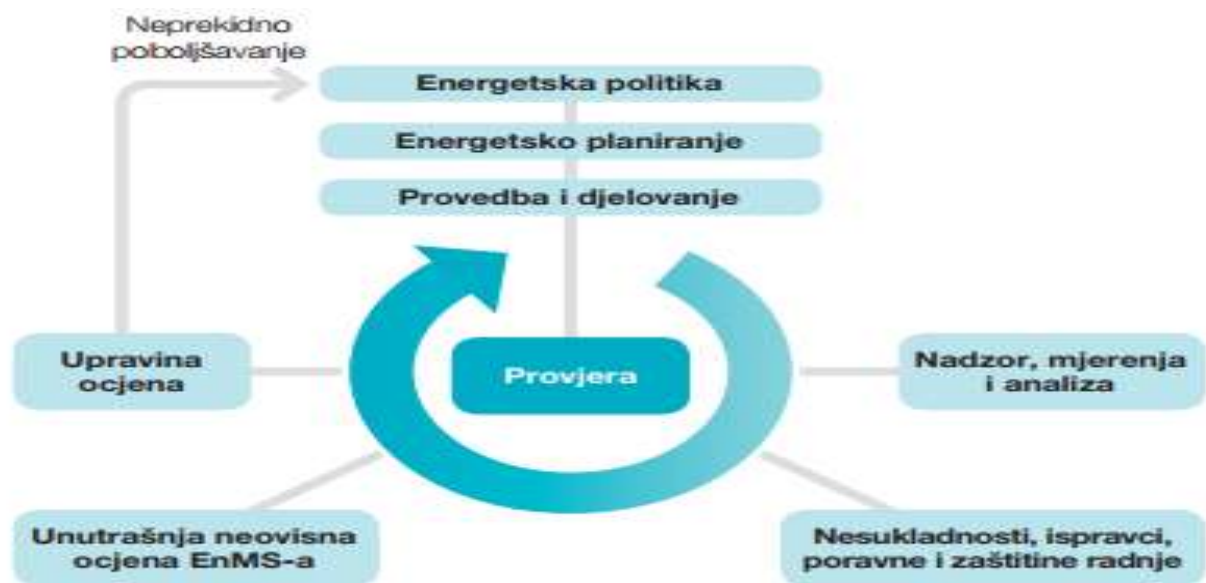 Neprekidno
poboljšavanje
Energetska politika
Energetsko planiranje
Provedba i djelovanje
Upravina
ocjena
Provjera
Nadzor, mjerenja
i analiza
Unutrašnja neovisna
ocjena EnMS-a
Nesukladnosti, ispravci,
poravne i zaštitine radnje